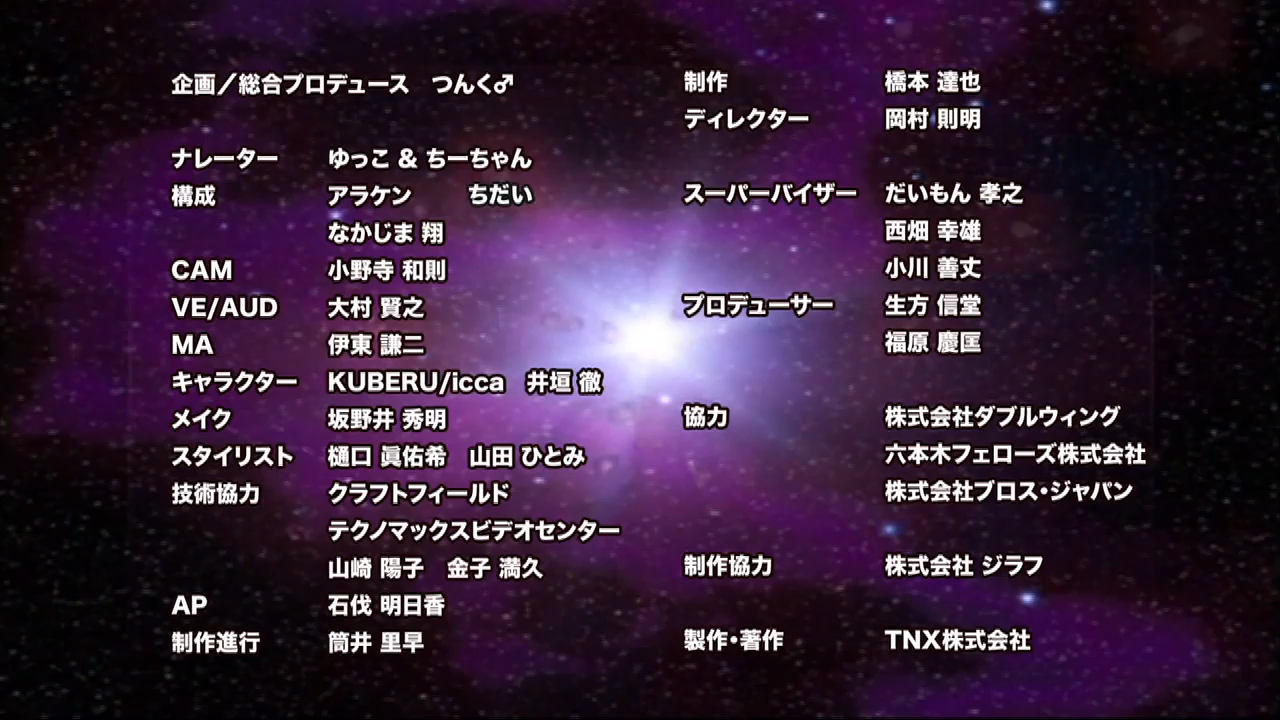 企画／総合プロデュース　つんく♂
ナレーター　ゆっこ & ちーちゃん
構成　アラケン　ちだい
なかじま 翔
CAM　小野寺 和則
VE/AUD　大村 賢之
MA　伊東 謙二
キャラクター　KUBERU/icca　井垣 徹
メイク　坂野井 秀明
スタイリスト　樋口 眞佑希　山田 ひとみ
技術協力　クラフトフィールド
テクノマックスビデオセンター
山崎 陽子　金子 満久
AP　石伐 明日香
制作進行　筒井 里早
制作　橋本 達也
ディレクター　岡村 則明
スーパーバイザー　だいもん 孝之
西畑 幸雄
小川 善丈
プロデューサー　生方 信堂
福原 慶匡
協力　株式会社ダブルウィング
六本木フェローズ株式会社
株式会社ブロス・ジャパン
制作協力　株式会社 ジラフ
製作・著作　TNX株式会社